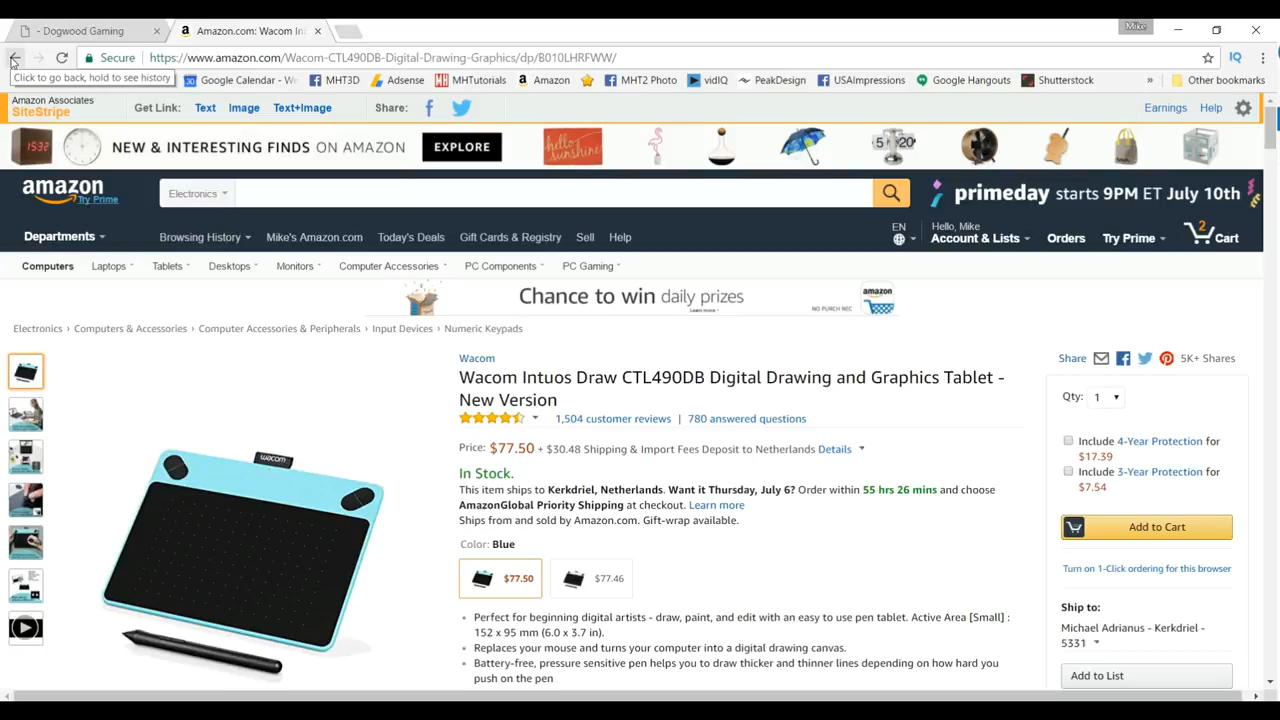 - Dogwood Gaming
Amazon.com: Wacom In
Mike
Secure
https://www.amazon.com/Wacom-CTL490DB-Digital-Drawing-Graphics/dp/B010LHRFWW/
IQ
Click to go back, hold to see history
Google Calendar - We
MHT3D
Adsense
MHTutorials
Amazon
MHT2 Photo
vidIQ
PeakDesign
USAImpressions
Google Hangouts
Shutterstock
»
Other bookmarks
Amazon Associates
SiteStripe
Get Link:
Text
Image
Text+Image
Share:
Earnings
Help
1532
NEW & INTERESTING FINDS ON AMAZON
EXPLORE
hello sunshine
5 20
amazon
Try Prime
Electronics
primeday starts 9PM ET July 10th
Departments
Browsing History
Mike's Amazon.com
Today's Deals
Gift Cards & Registry
Sell
Help
EN
Hello, Mike
Account & Lists
Orders
Try Prime
2
Cart
Computers
Laptops
Tablets
Desktops
Monitors
Computer Accessories
PC Components
PC Gaming
Chance to win daily prizes
Learn more
NO PURCH NEC
amazon
Electronics › Computers & Accessories › Computer Accessories & Peripherals › Input Devices › Numeric Keypads
Wacom
Wacom Intuos Draw CTL490DB Digital Drawing and Graphics Tablet -
New Version
1,504 customer reviews | 780 answered questions
Price: $77.50 + $30.48 Shipping & Import Fees Deposit to Netherlands Details
In Stock.
This item ships to Kerkdriel, Netherlands. Want it Thursday, July 6? Order within 55 hrs 26 mins and choose
AmazonGlobal Priority Shipping at checkout. Learn more
Ships from and sold by Amazon.com. Gift-wrap available.
Color: Blue
$77.50
$77.46
• Perfect for beginning digital artists - draw, paint, and edit with an easy to use pen tablet. Active Area [Small] :
152 x 95 mm (6.0 x 3.7 in).
• Replaces your mouse and turns your computer into a digital drawing canvas.
• Battery-free, pressure sensitive pen helps you to draw thicker and thinner lines depending on how hard you
push on the pen
wacom
Share
5K+ Shares
Qty: 1
Include 4-Year Protection for
$17.39
Include 3-Year Protection for
$7.54
Add to Cart
Turn on 1-Click ordering for this browser
Ship to:
Michael Adrianus - Kerkdriel -
5331
Add to List